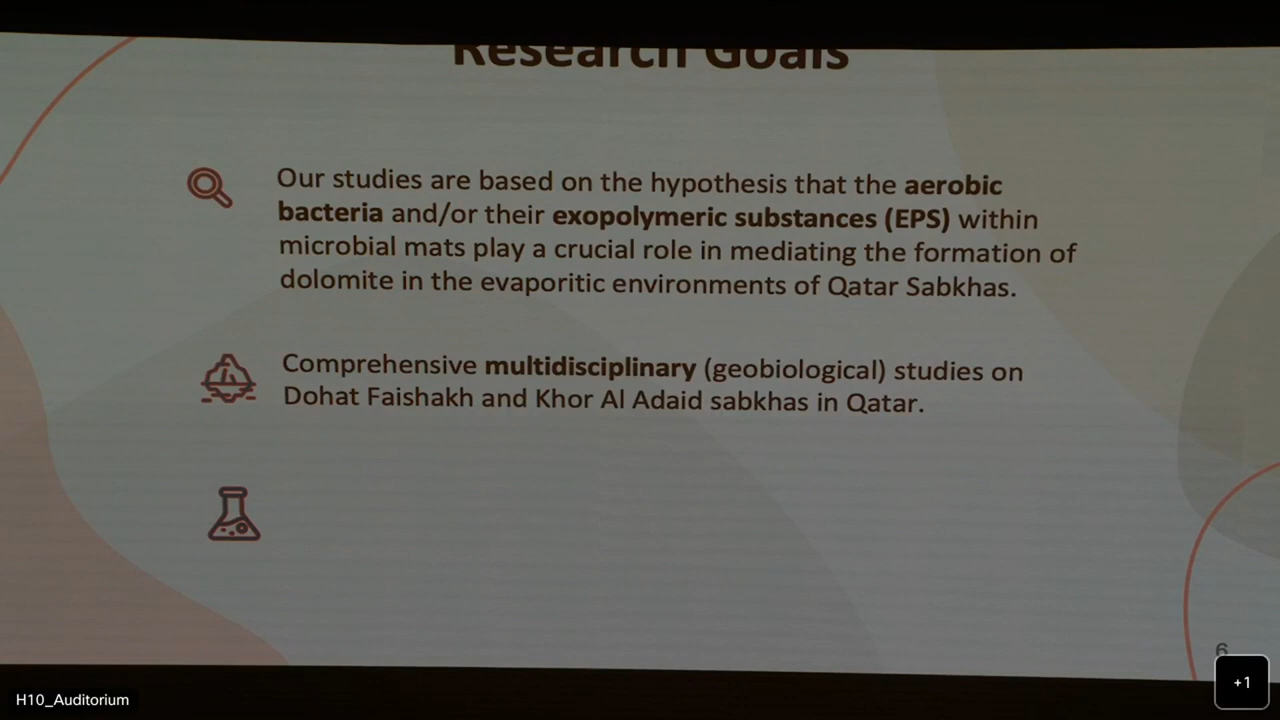 Research Goals
Our studies are based on the hypothesis that the aerobic
bacteria and/or their exopolymeric substances (EPS) within
microbial mats play a crucial role in mediating the formation of
dolomite in the evaporitic environments of Qatar Sabkhas.
Comprehensive multidisciplinary (geobiological) studies on
Dohat Faishakh and Khor Al Adaid sabkhas in Qatar.
6
+1
H10_Auditorium